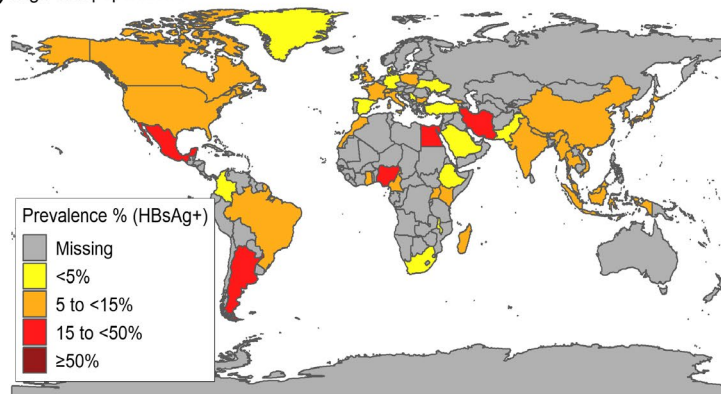 Prevalence % (HBsAg+)
Missing
<5%
5 to <15%
15 to <50%
≥50%